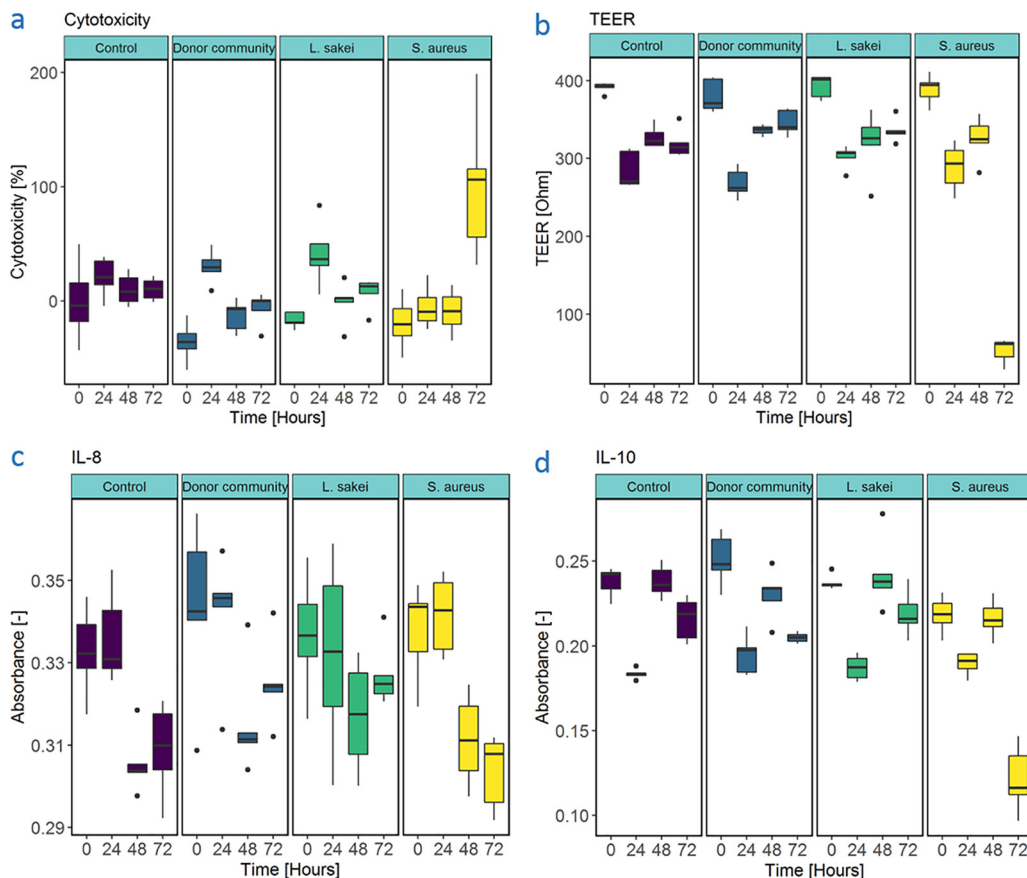 a
Cytotoxicity
Control Donor community L. sakei S. aureus
Cytotoxicity [%]
200
100
0
0 24 48 72 0 24 48 72 0 24 48 72 0 24 48 72
Time [Hours]
b
TEER
Control Donor community L. sakei S. aureus
TEER [Ohm]
400
300
200
100
0 24 48 72 0 24 48 72 0 24 48 72 0 24 48 72
Time [Hours]
c
IL-8
Control Donor community L. sakei S. aureus
Absorbance [-]
0.35
0.33
0.31
0.29
0 24 48 72 0 24 48 72 0 24 48 72 0 24 48 72
Time [Hours]
d
IL-10
Control Donor community L. sakei S. aureus
Absorbance [-]
0.25
0.20
0.15
0.10
0 24 48 72 0 24 48 72 0 24 48 72 0 24 48 72
Time [Hours]